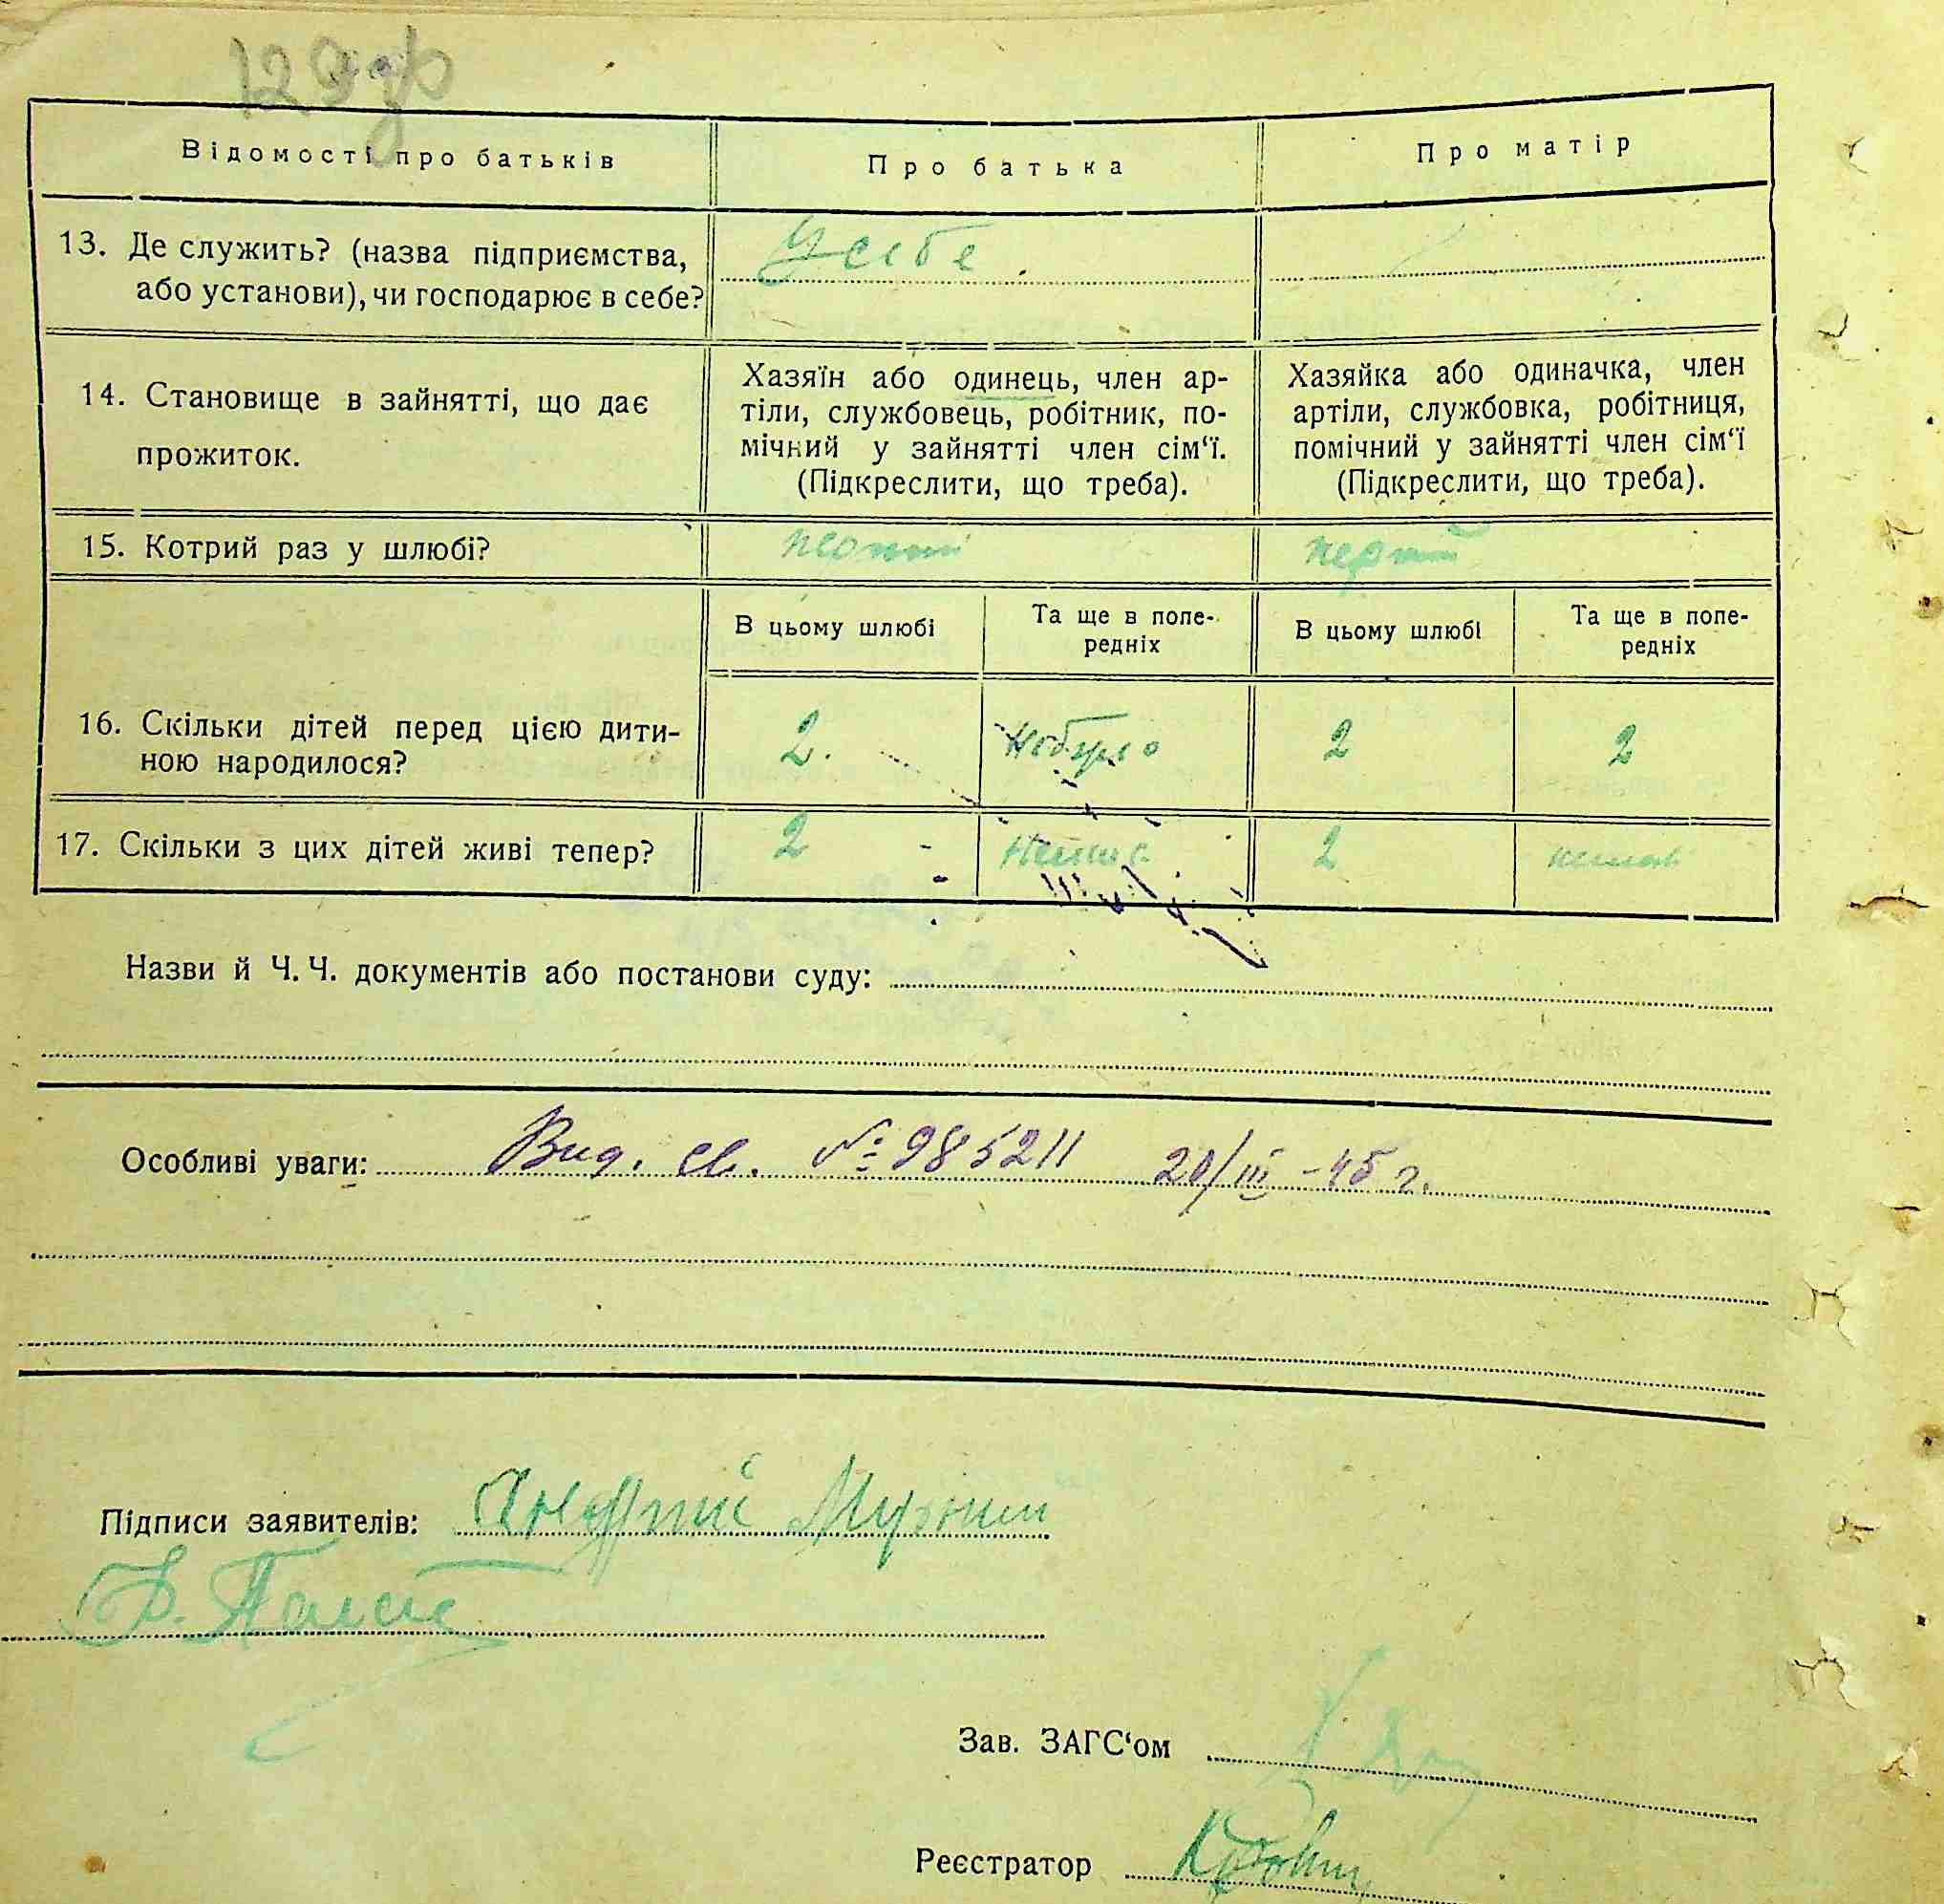 129
Відомості про батьків
Про батька
Про матір
13. Де служить? (назва підприємства,
або установи), чи господарює в себе?
У себе
14. Становище в зайнятті, що дає
прожиток.
Хазяїн або одинець, член ар-
тіли, службовець, робітник, по-
мічний у зайнятті член сім‘ї.
(Підкреслити, що треба).
Хазяйка або одиначка, член
артіли, службовка, робітниця,
помічний у зайнятті член сім‘ї
(Підкреслити, що треба).
15. Котрий раз у шлюбі?
В цьому шлюбі
Та ще в попе-
редніх
В цьому шлюбі
Та ще в попе-
редніх
16. Скільки дітей перед цією дити-
ною народилося?
2. 2 2
17. Скільки з цих дітей живі тепер?
2 2
Назви й Ч. Ч. документів або постанови суду:
Особливі уваги: Вид. св. № 985211 20/III -45 г.
Підписи заявителів: Андрій
Зав. ЗАГС‘ом
Реєстратор